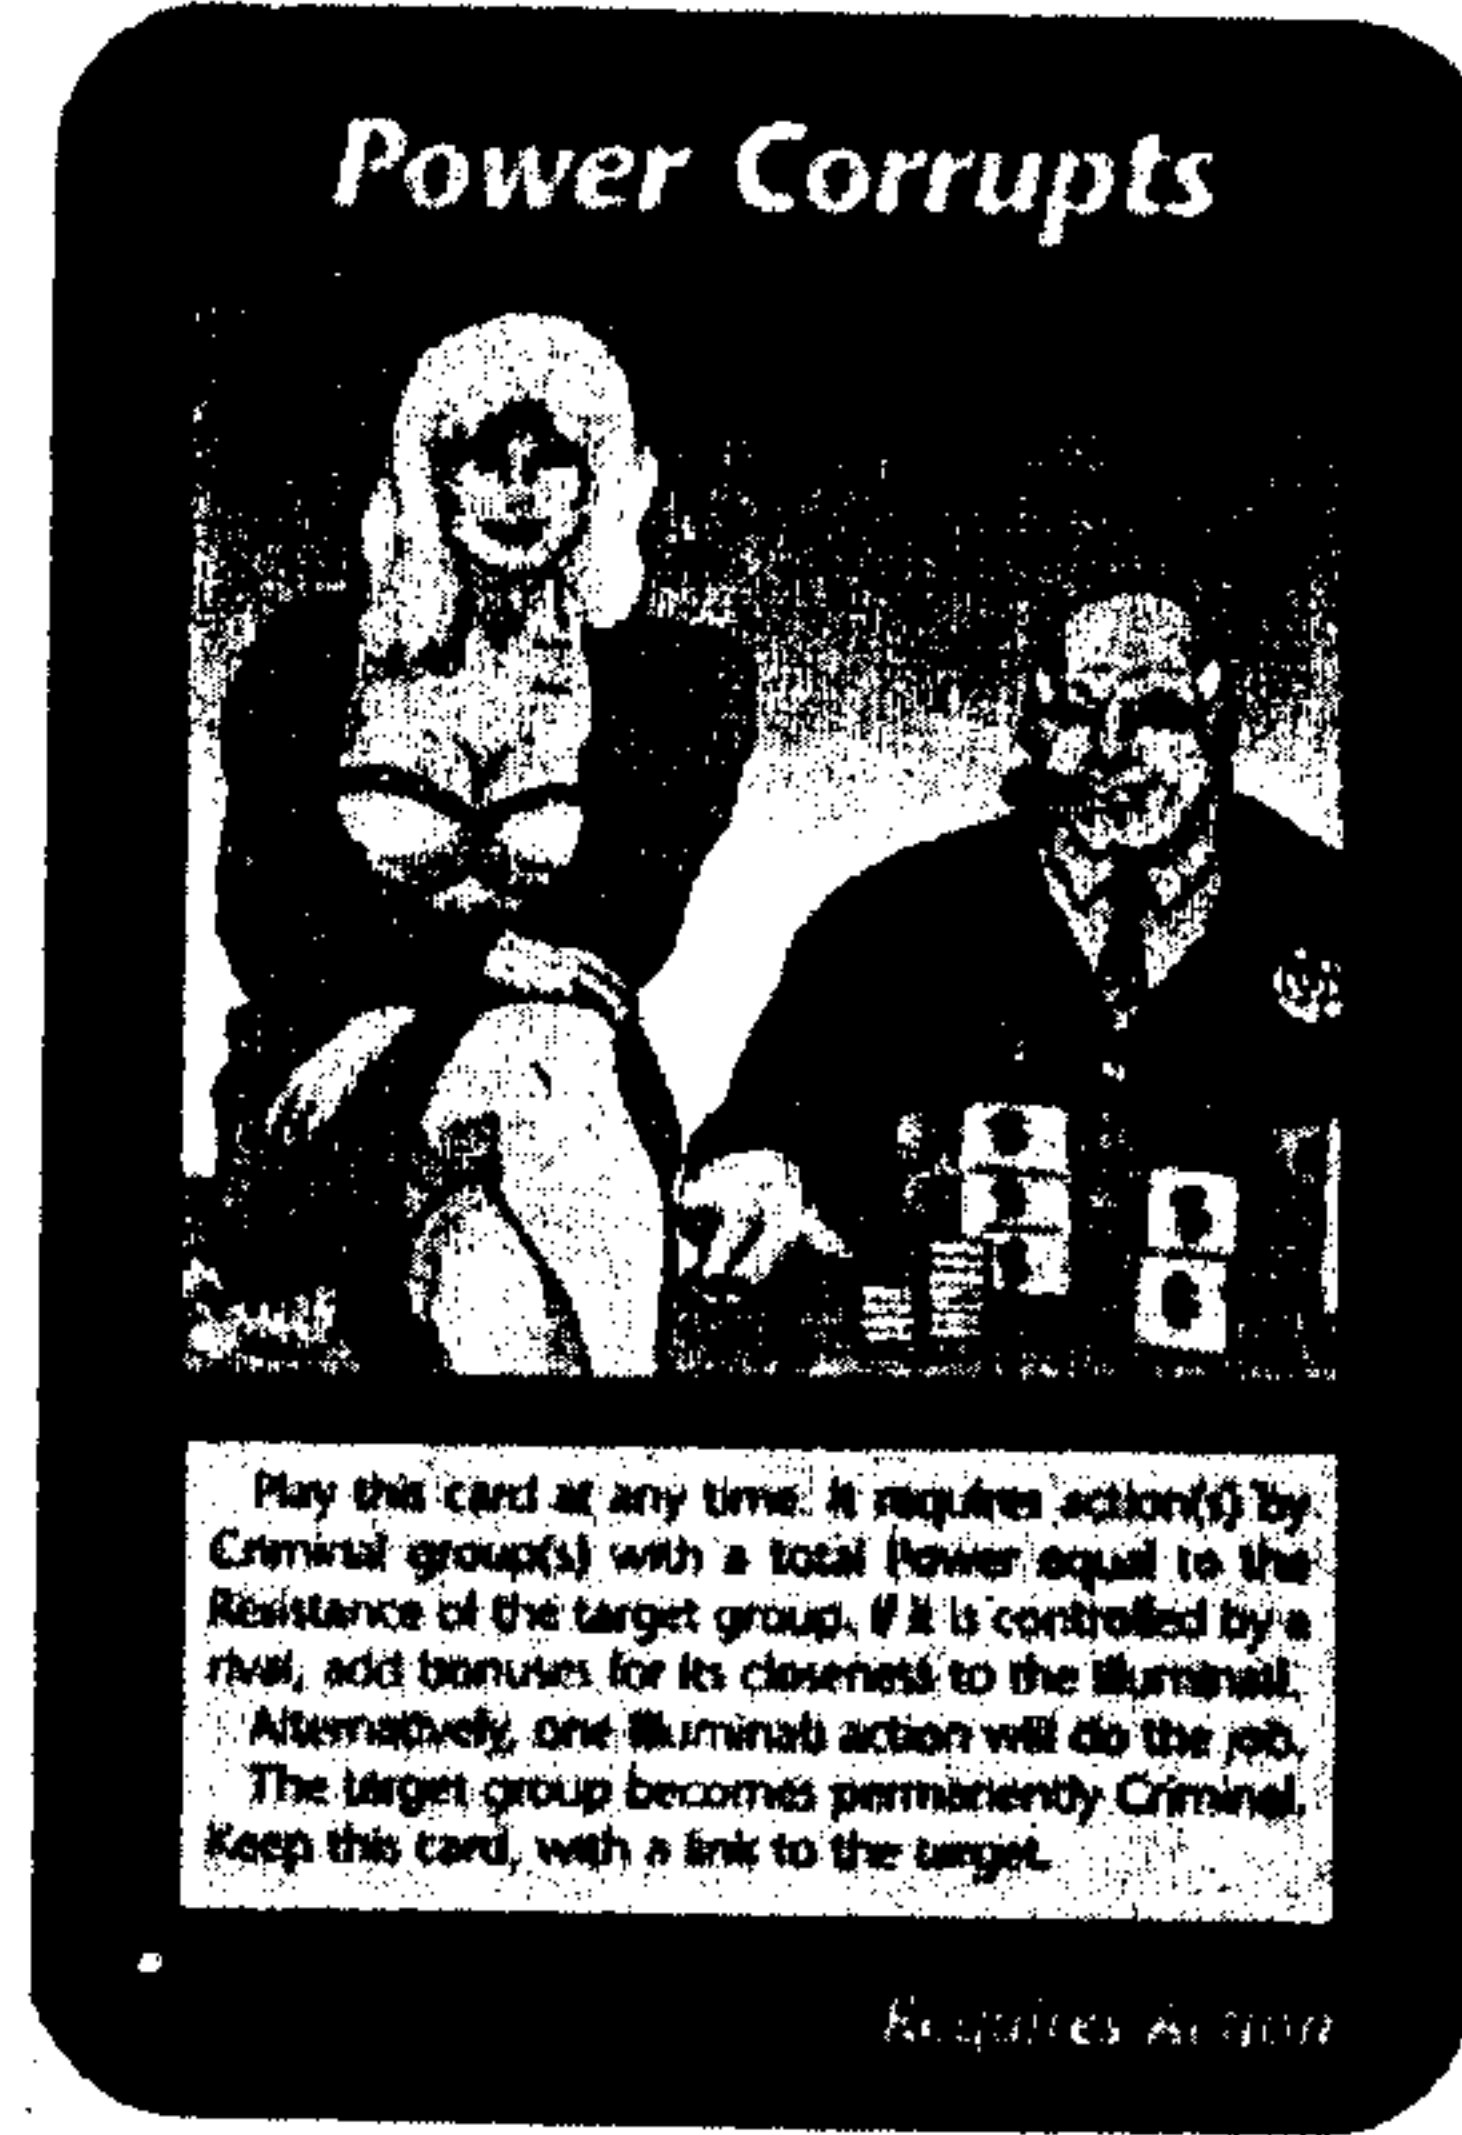 Power Corrupts
Play this card at any time. It requires action(s) by
Criminal group(s) with a total Power equal to the
Resistance of the target group. If it is controlled by a
rival, add bonuses for its closeness to the Illuminati.
Alternatively, one Illuminati action will do the job.
The target group becomes permanently Criminal.
Keep this card, with a link to the target.
Requires Action